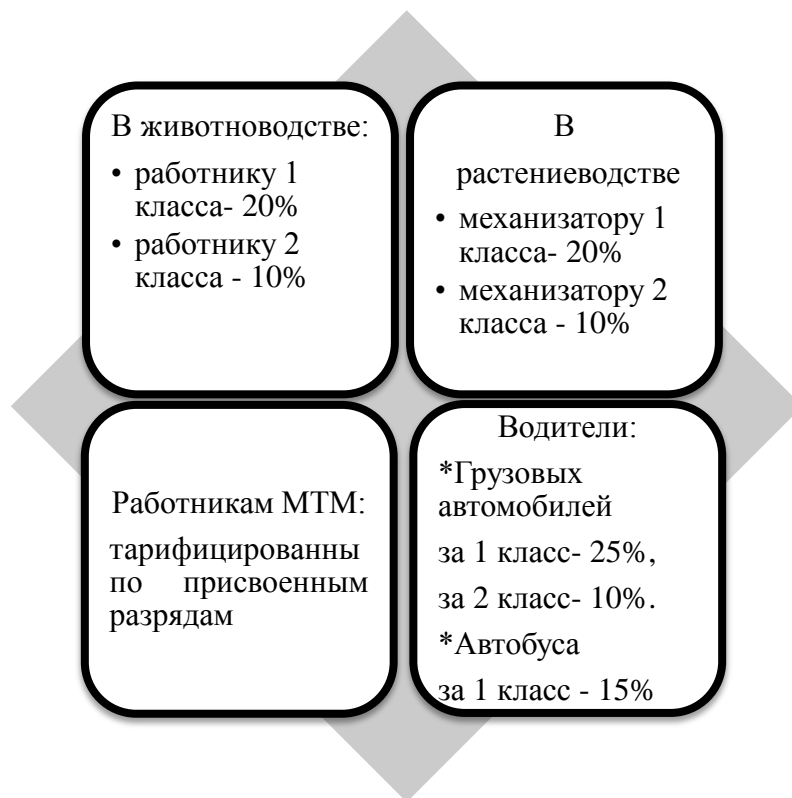 В животноводстве:
• работнику 1
класса- 20%
• работнику 2
класса - 10%
В
растениеводстве
• механизатору 1
класса- 20%
• механизатору 2
класса - 10%
Работникам МТМ:
тарифицированны
по присвоенным
разрядам
Водители:
*Грузовых
автомобилей
за 1 класс- 25%,
за 2 класс- 10%.
*Автобуса
за 1 класс - 15%